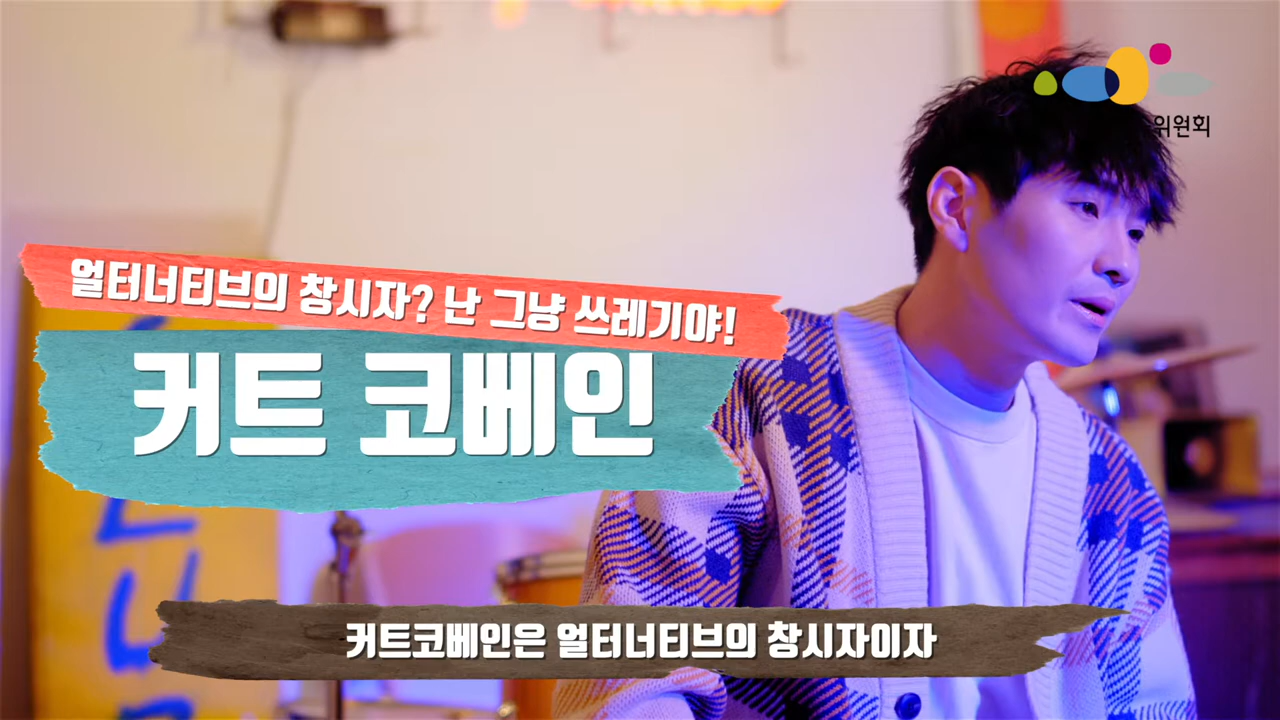 위원회
얼터너티브의 창시자? 난 그냥 쓰레기야!
커트 코베인
커트코베인은 얼터너티브의 창시자이자